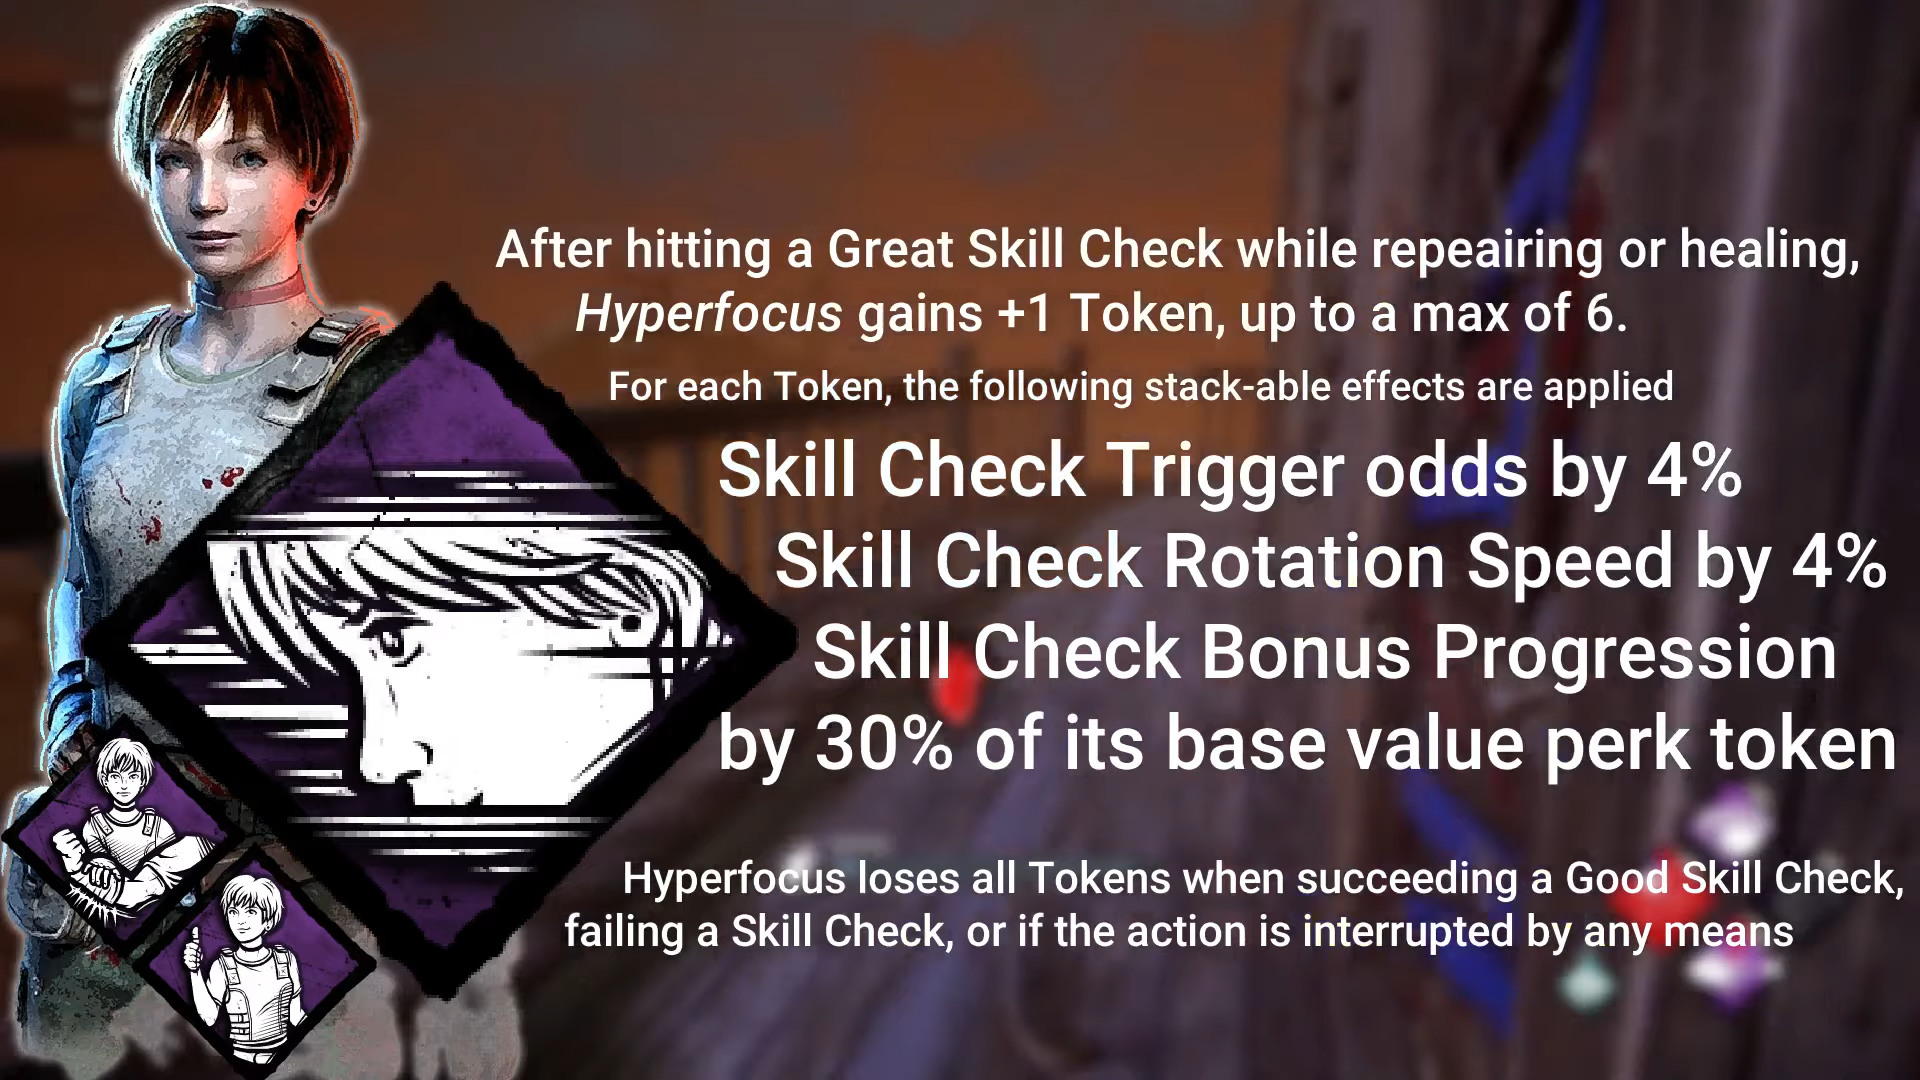 After hitting a Great Skill Check while repeairing or healing,
Hyperfocus gains +1 Token, up to a max of 6.
For each Token, the following stack-able effects are applied
Skill Check Trigger odds by 4%
Skill Check Rotation Speed by 4%
Skill Check Bonus Progression
by 30% of its base value perk token
Hyperfocus loses all Tokens when succeeding a Good Skill Check,
failing a Skill Check, or if the action is interrupted by any means